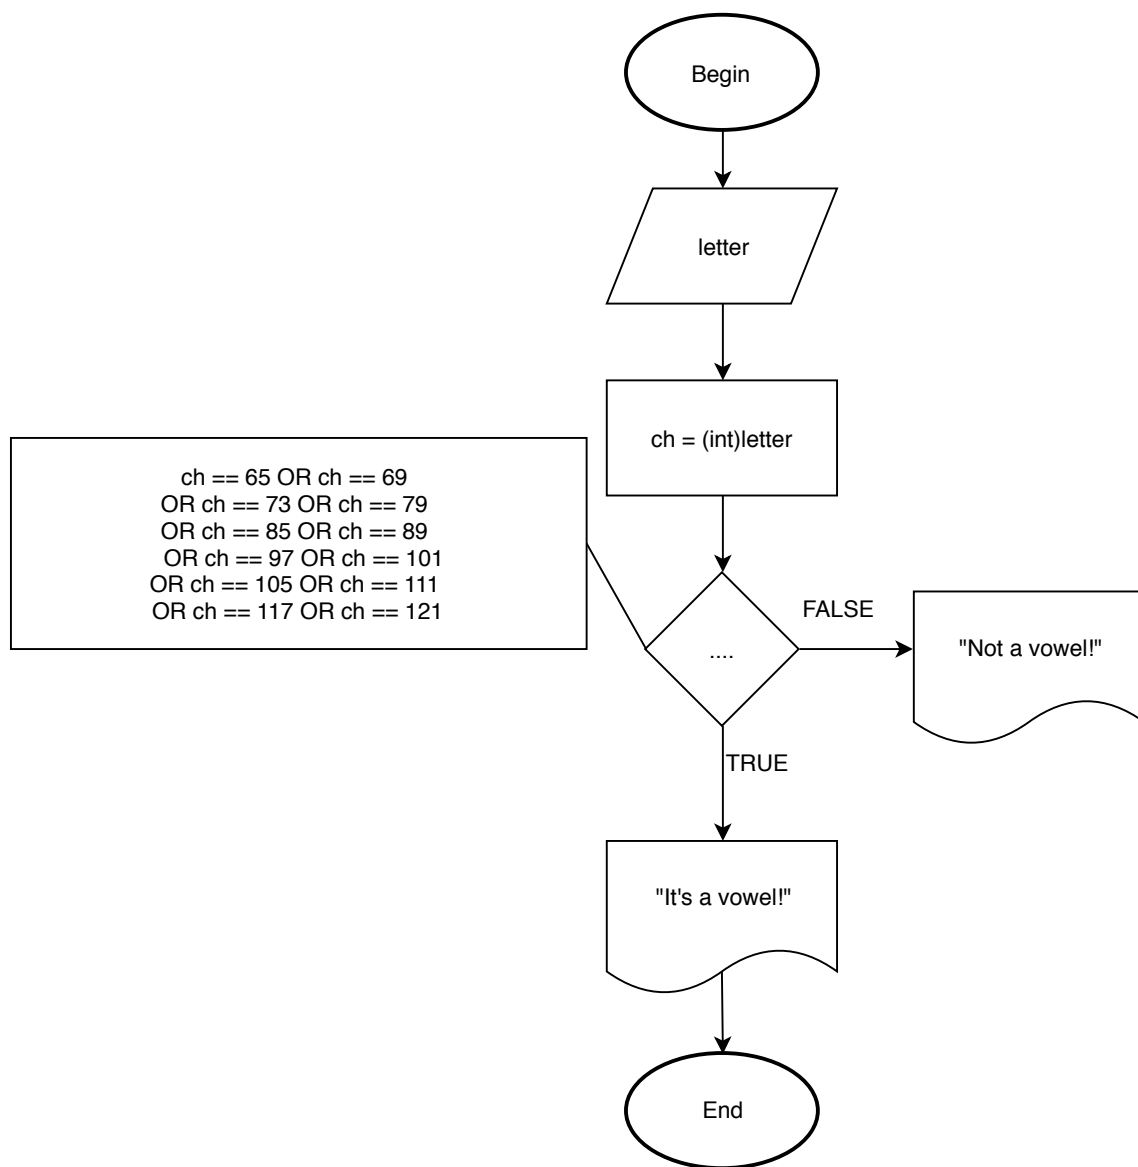 Begin
letter
ch = (int)letter
ch == 65 OR ch == 69
OR ch == 73 OR ch == 79
OR ch == 85 OR ch == 89
OR ch == 97 OR ch == 101
OR ch == 105 OR ch == 111
OR ch == 117 OR ch == 121
....
FALSE
"Not a vowel!"
TRUE
"It's a vowel!"
End